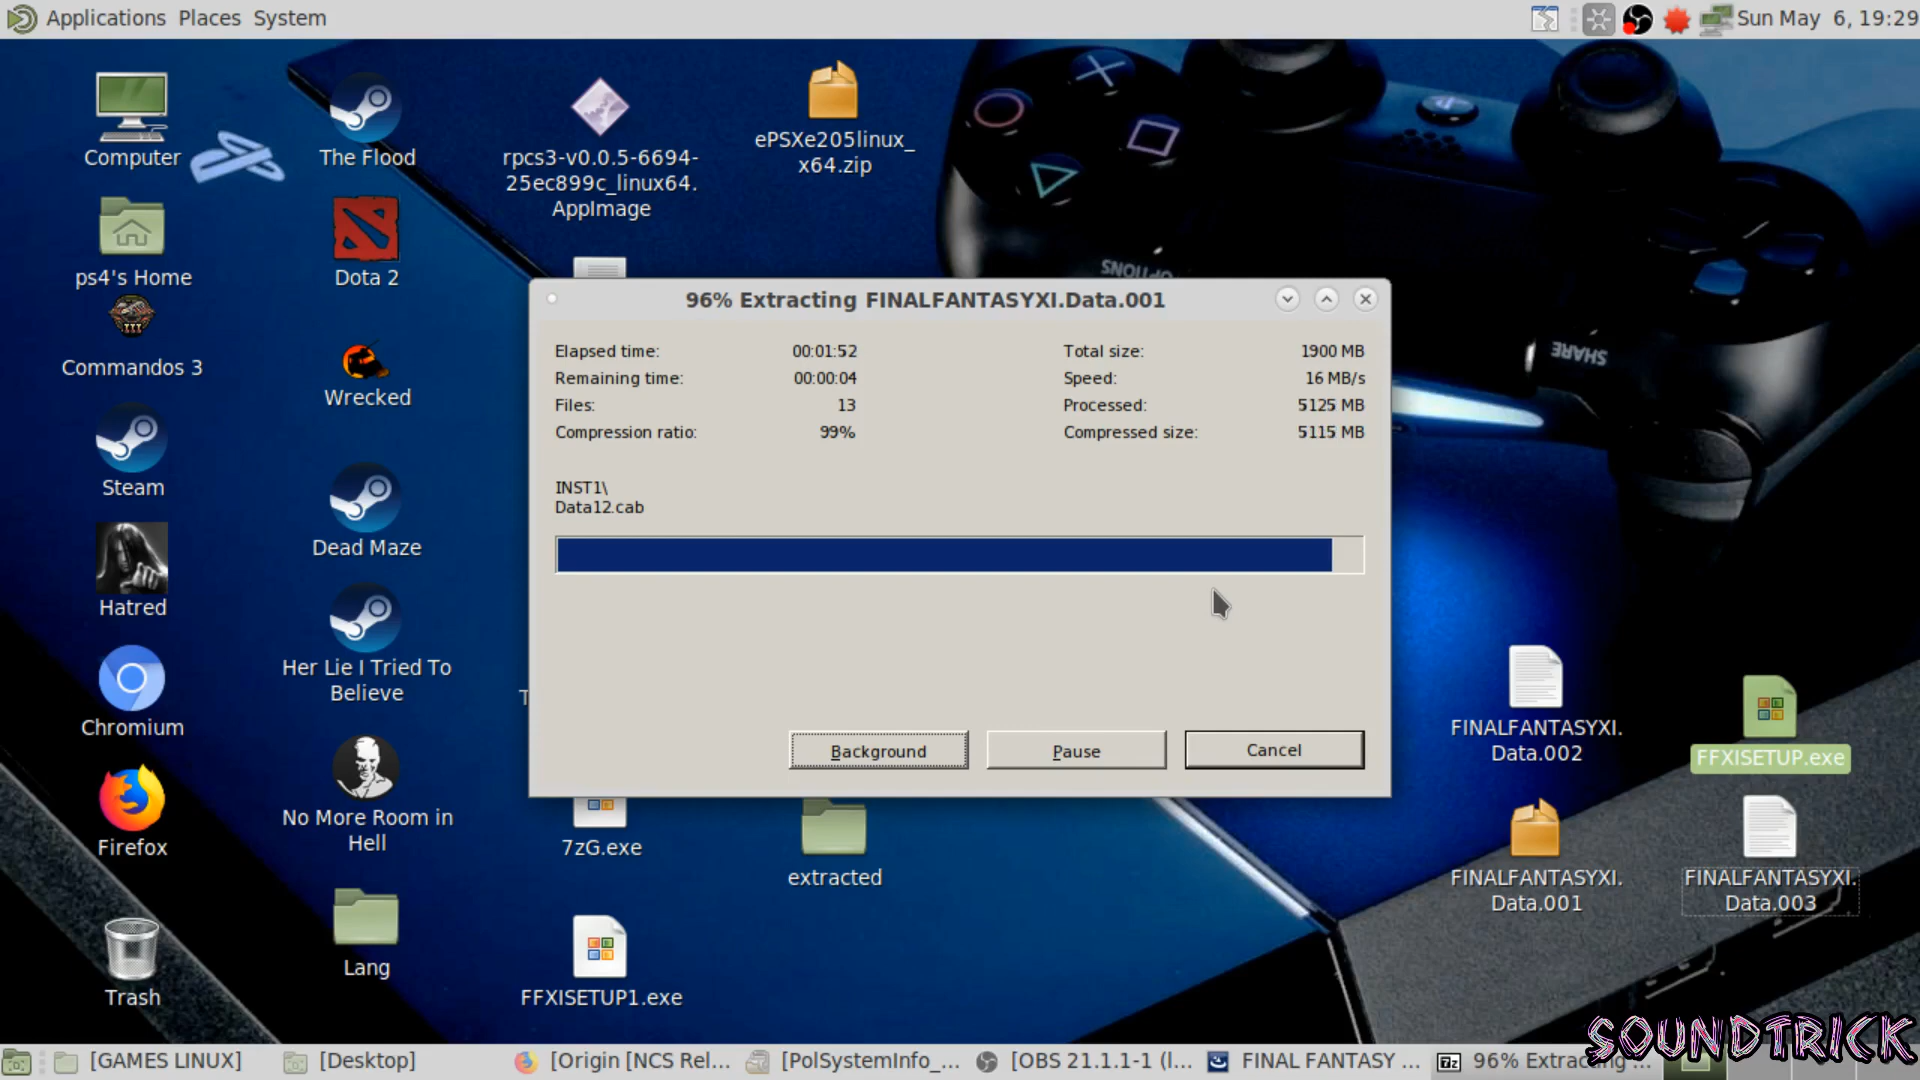 Applications Places System
Sun May 6, 19:29
Computer
The Flood
rpcs3-v0.0.5-6694-
25ec899c_linux64.
AppImage
ePSXe205linux_
x64.zip
OPTIONS
SHARE
ps4's Home
Dota 2
Commandos 3
Wrecked
Steam
Dead Maze
Hatred
Her Lie I Tried To
Believe
Chromium
No More Room in
Hell
Firefox
Lang
Trash
96% Extracting FINALFANTASYXI.Data.001
Elapsed time: 00:01:52
Total size: 1900 MB
Remaining time: 00:00:04
Speed: 16 MB/s
Files: 13
Processed: 5125 MB
Compression ratio: 99%
Compressed size: 5115 MB
INST1\
Data12.cab
Background
Pause
Cancel
7zG.exe
extracted
FFXISETUP1.exe
FINALFANTASYXI.
Data.002
FFXISETUP.exe
FINALFANTASYXI.
Data.001
FINALFANTASYXI.
Data.003
SOUNDTRICK
[GAMES LINUX]
[Desktop]
[Origin [NCS Rel...
[PolSystemInfo_...
[OBS 21.1.1-1 (l...
FINAL FANTASY ...
7z
96% Extracting ...